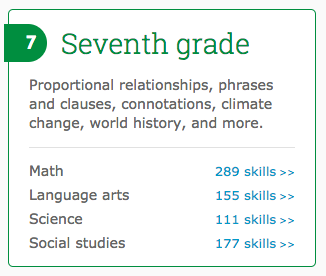 7 Seventh grade
Proportional relationships, phrases
and clauses, connotations, climate
change, world history, and more.
Math 289 skills >>
Language arts 155 skills >>
Science 111 skills >>
Social studies 177 skills >>